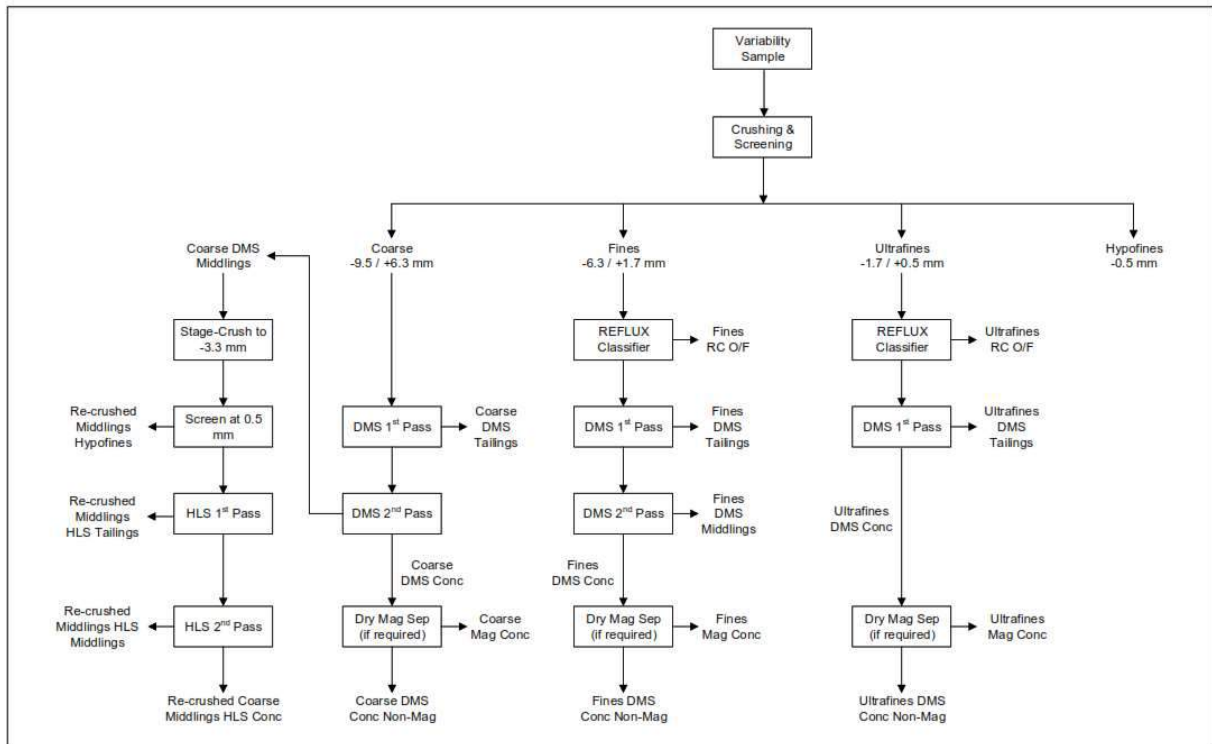 Variability
Sample
Crushing &
Screening
Coarse DMS
Middlings
Coarse
-9.5 / +6.3 mm
Fines
-6.3 / +1.7 mm
Ultrafines
-1.7 / +0.5 mm
Hypofines
-0.5 mm
Stage-Crush to
-3.3 mm
REFLUX
Classifier
Fines
RC O/F
REFLUX
Classifier
Ultrafines
RC O/F
Re-crushed
Middlings
Hypofines
Screen at 0.5
mm
DMS 1st Pass
Coarse
DMS
Tailings
DMS 1st Pass
Fines
DMS
Tailings
DMS 1st Pass
Ultrafines
DMS
Tailings
Re-crushed
Middlings
HLS Tailings
HLS 1st Pass
DMS 2nd Pass
DMS 2nd Pass
Fines
DMS
Middlings
Ultrafines
DMS Conc
Coarse
DMS Conc
Fines
DMS Conc
Re-crushed
Middlings HLS
Middlings
HLS 2nd Pass
Dry Mag Sep
(if required)
Coarse
Mag Conc
Dry Mag Sep
(if required)
Fines
Mag Conc
Dry Mag Sep
(if required)
Ultrafines
Mag Conc
Re-crushed Coarse
Middlings HLS Conc
Coarse DMS
Conc Non-Mag
Fines DMS
Conc Non-Mag
Ultrafines DMS
Conc Non-Mag